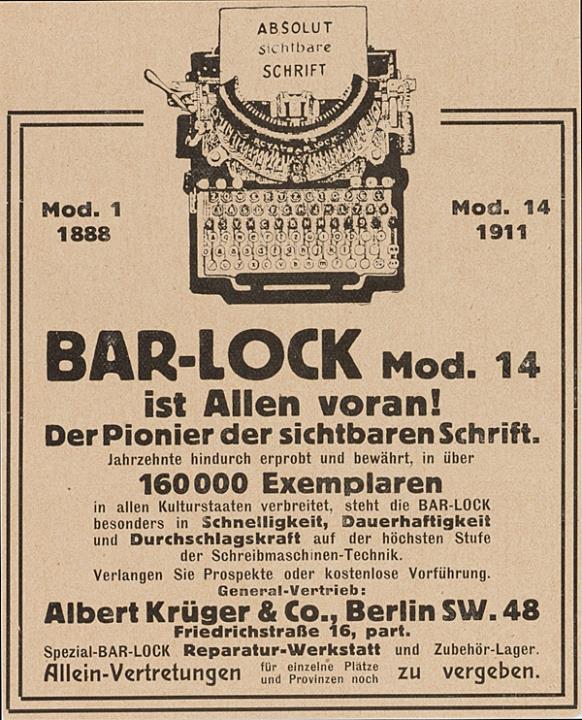 ABSOLUT
sichtbare
SCHRIFT
ROYAL BAR-LOCK
Mod. 1
1888
Mod. 14
1911
BAR-LOCK Mod. 14
ist Allen voran!
Der Pionier der sichtbaren Schrift.
Jahrzehnte hindurch erprobt und bewährt, in über
160000 Exemplaren
in allen Kulturstaaten verbreitet, steht die BAR-LOCK
besonders in Schnelligkeit, Dauerhaftigkeit
und Durchschlagskraft auf der höchsten Stufe
der Schreibmaschinen-Technik.
Verlangen Sie Prospekte oder kostenlose Vorführung.
General-Vertrieb:
Albert Krüger & Co., Berlin SW. 48
Friedrichstraße 16, part.
Spezial-BAR-LOCK Reparatur-Werkstatt und Zubehör-Lager.
Allein-Vertretungen für einzelne Plätze und Provinzen noch zu vergeben.